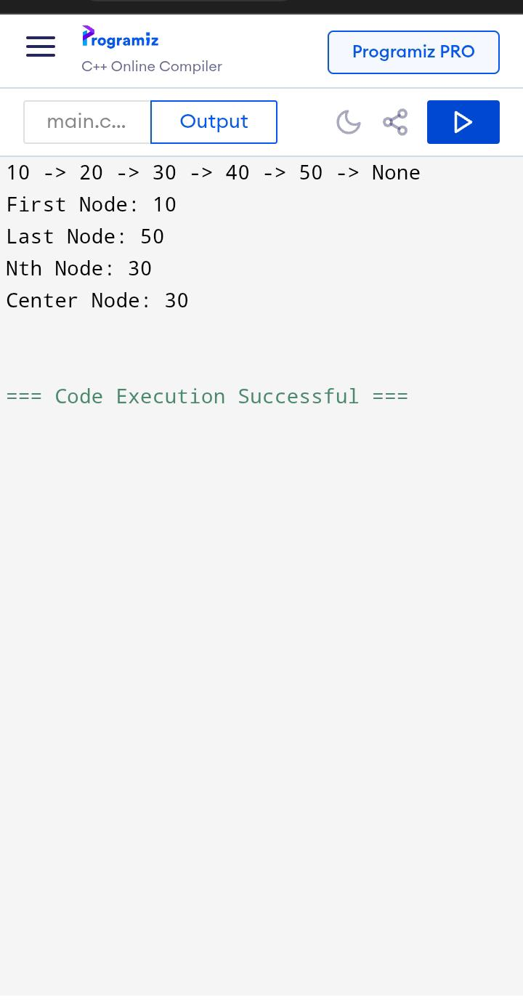 Programiz
C++ Online Compiler
Programiz PRO
main.c...
Output
10 -> 20 -> 30 -> 40 -> 50 -> None
First Node: 10
Last Node: 50
Nth Node: 30
Center Node: 30
=== Code Execution Successful ===